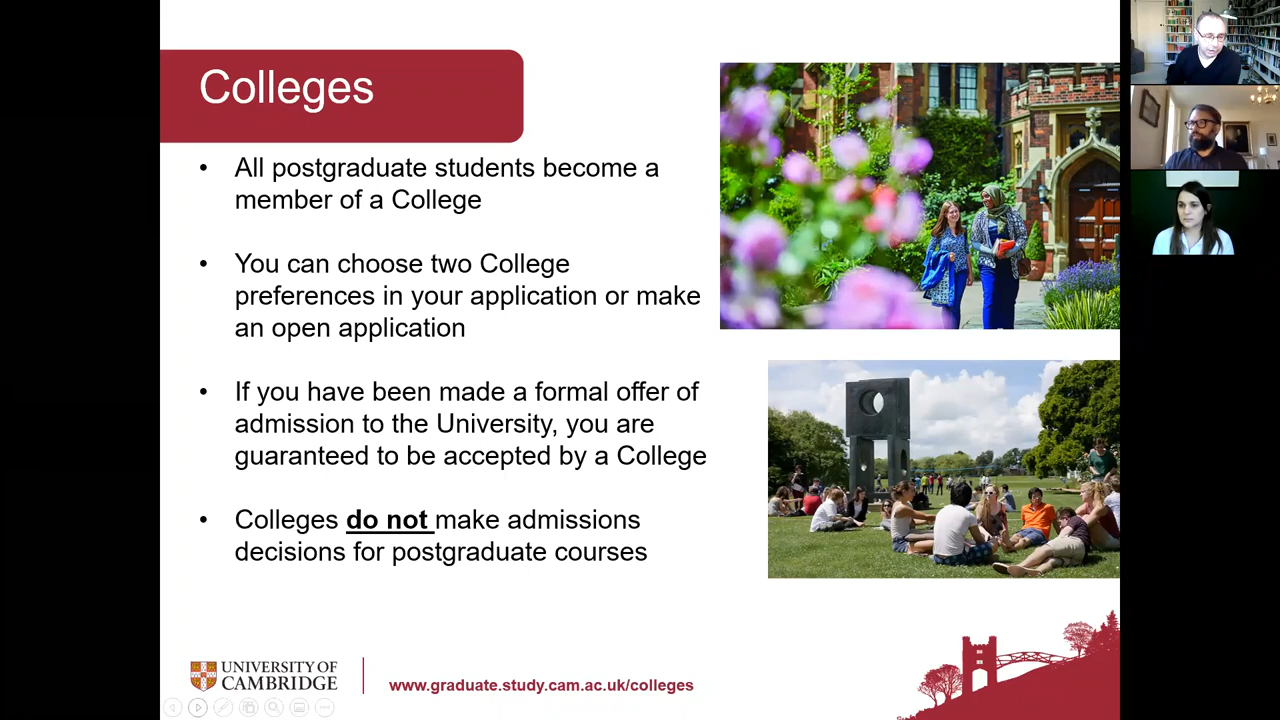 Colleges
• All postgraduate students become a
member of a College
• You can choose two College
preferences in your application or make
an open application
• If you have been made a formal offer of
admission to the University, you are
guaranteed to be accepted by a College
• Colleges do not make admissions
decisions for postgraduate courses
UNIVERSITY OF
CAMBRIDGE
www.graduate.study.cam.ac.uk/colleges